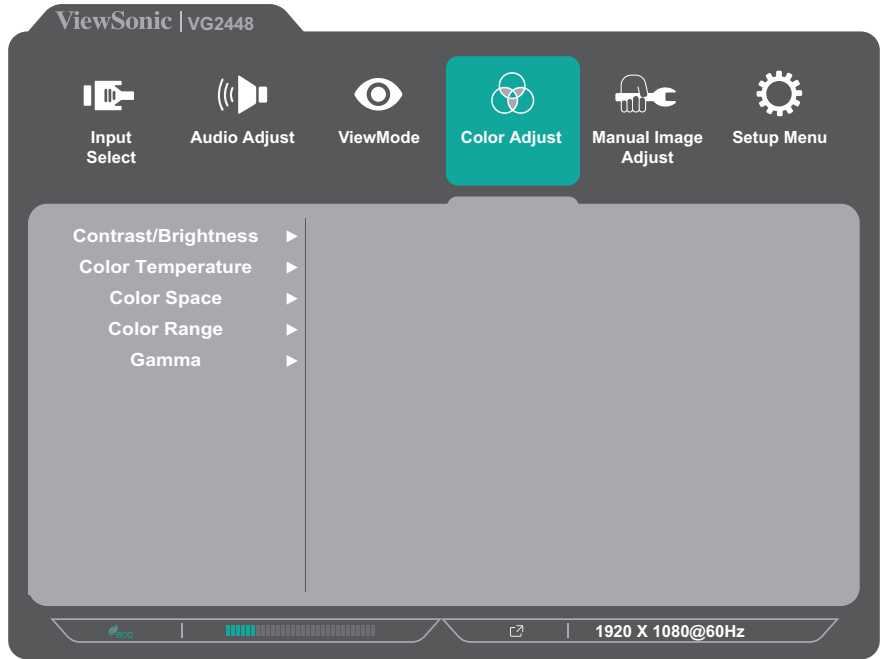 ViewSonic | VG2448
Input
Select
Audio Adjust
ViewMode
Color Adjust
Manual Image
Adjust
Setup Menu
Contrast/Brightness
Color Temperature
Color Space
Color Range
Gamma
eco
1920 X 1080@60Hz